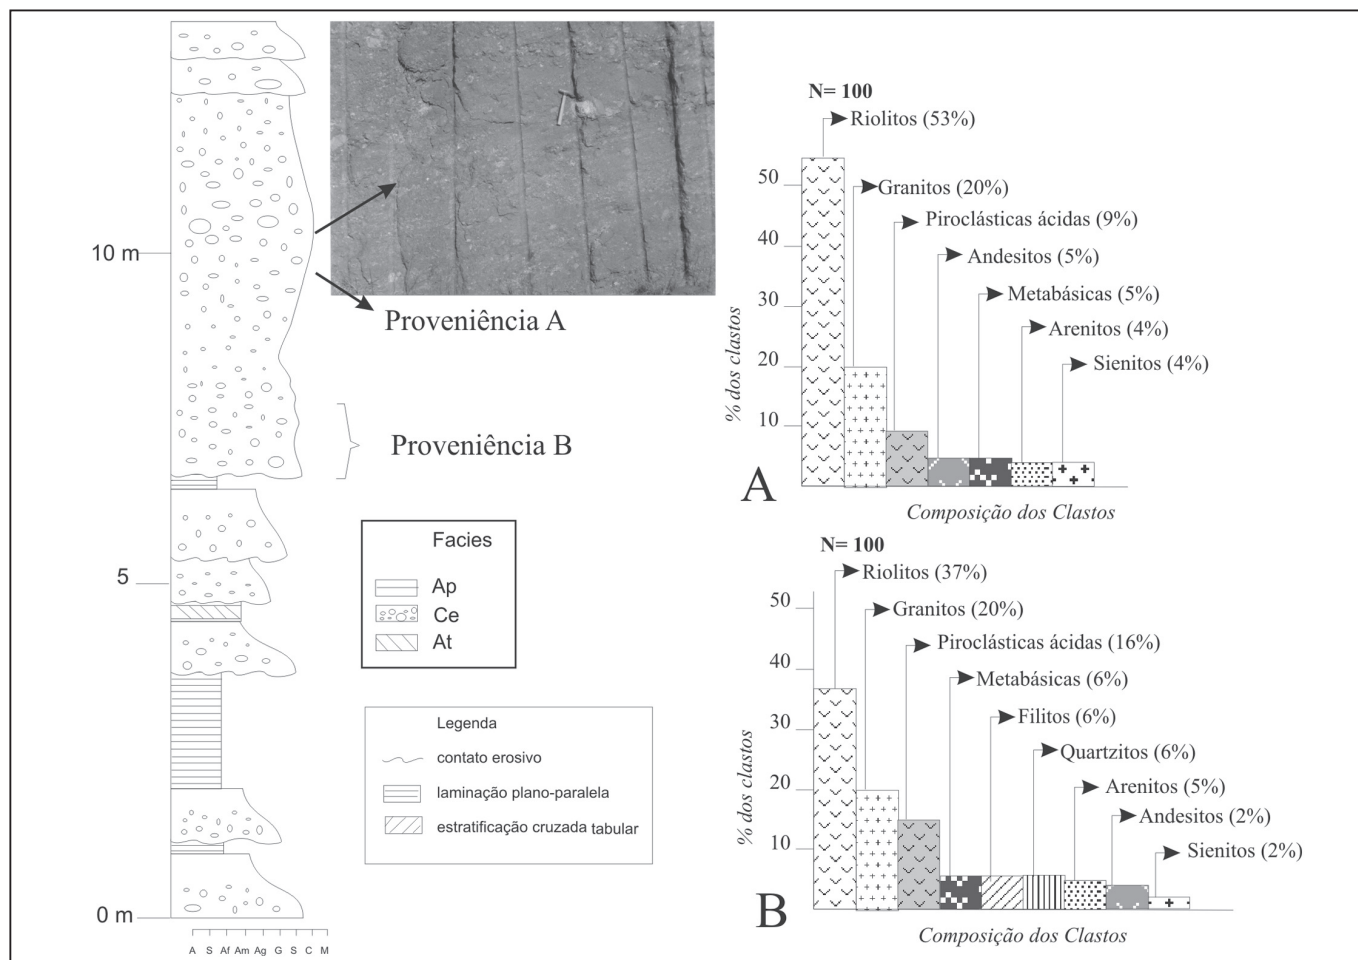 10 m
5
0 m
A S Af Am Ag G S C M
Proveniência A
Proveniência B
Facies
Ap
Ce
At
Legenda
contato erosivo
laminação plano-paralela
estratificação cruzada tabular
N= 100
Riolitos (53%)
Granitos (20%)
Piroclásticas ácidas (9%)
Andesitos (5%)
Metabásicas (5%)
Arenitos (4%)
Sienitos (4%)
50
40
30
20
10
% dos clastos
A
Composição dos Clastos
N= 100
Riolitos (37%)
Granitos (20%)
Piroclásticas ácidas (16%)
Metabásicas (6%)
Filitos (6%)
Quartzitos (6%)
Arenitos (5%)
Andesitos (2%)
Sienitos (2%)
50
40
30
20
10
% dos clastos
B
Composição dos Clastos